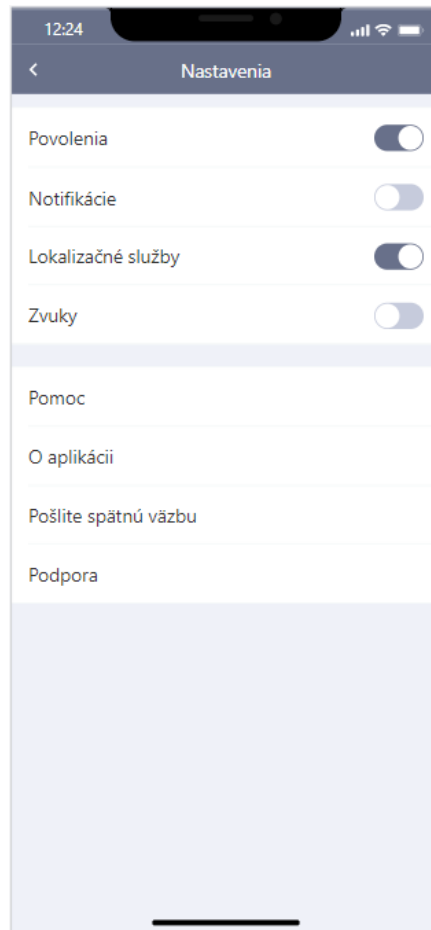 12:24
Nastavenia
Povolenia
Notifikácie
Lokalizačné služby
Zvuky
Pomoc
O aplikácii
Pošlite spätnú väzbu
Podpora